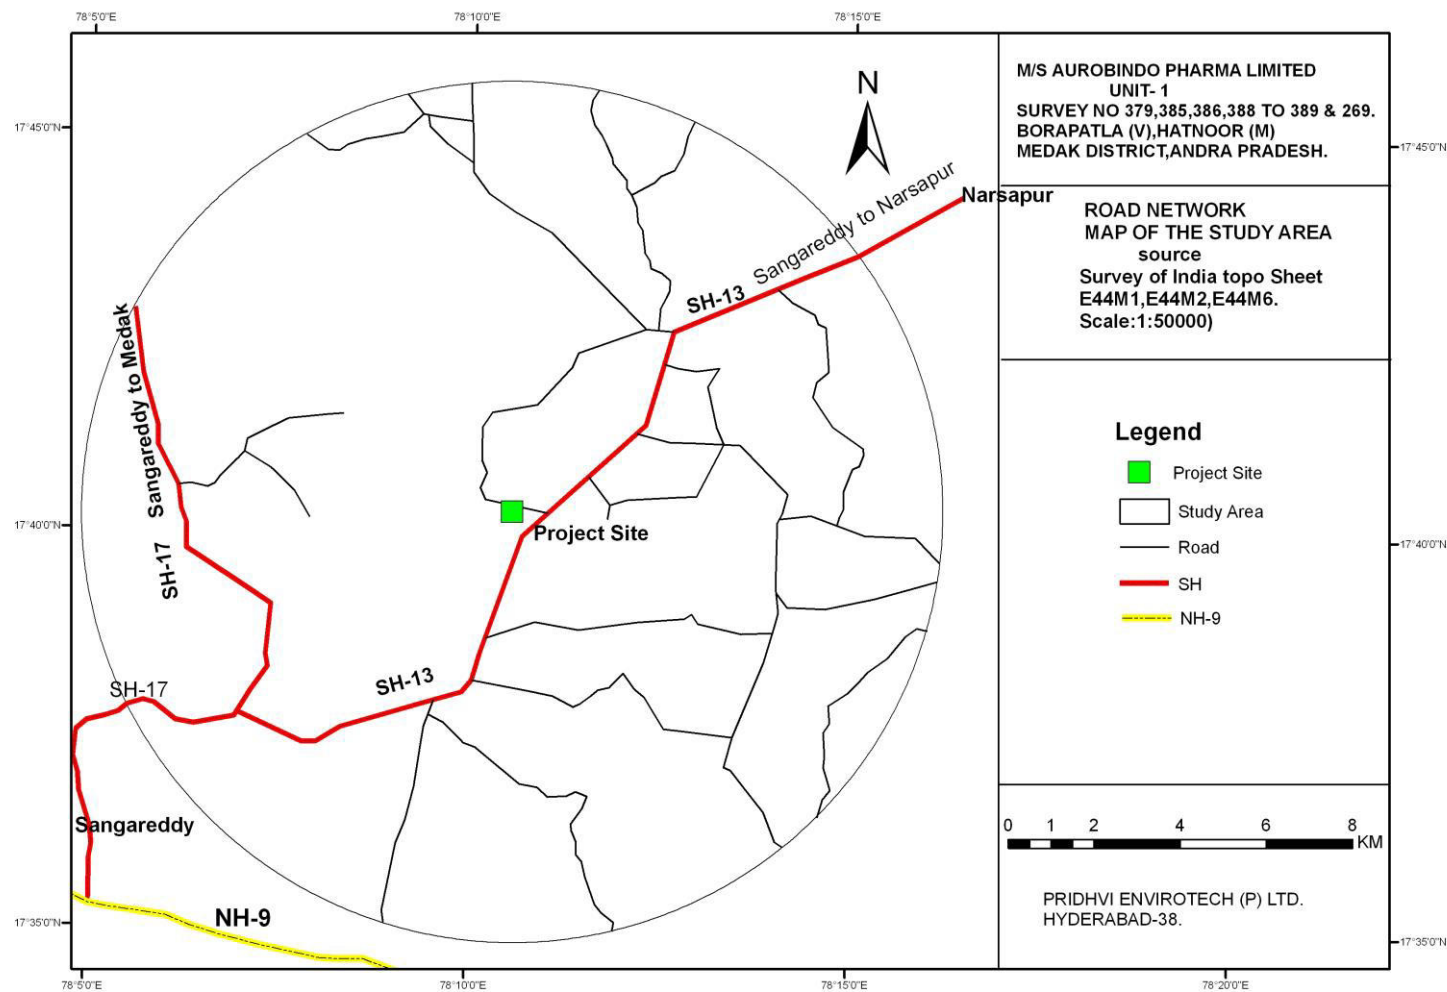 78°5'0"E
78°10'0"E
78°15'0"E
17°45'0"N
17°45'0"N
17°40'0"N
17°40'0"N
17°35'0"N
17°35'0"N
78°5'0"E
78°10'0"E
78°15'0"E
78°20'0"E
N
Sangareddy to Narsapur
Narsapur
SH-13
Sangareddy to Medak
SH-17
Project Site
SH-13
SH-17
Sangareddy
NH-9
M/S AUROBINDO PHARMA LIMITED
UNIT- 1
SURVEY NO 379,385,386,388 TO 389 & 269.
BORAPATLA (V),HATNOOR (M)
MEDAK DISTRICT,ANDRA PRADESH.
ROAD NETWORK
MAP OF THE STUDY AREA
source
Survey of India topo Sheet
E44M1,E44M2,E44M6.
Scale:1:50000)
Legend
Project Site
Study Area
Road
SH
NH-9
0 1 2 4 6 8
KM
PRIDHVI ENVIROTECH (P) LTD.
HYDERABAD-38.